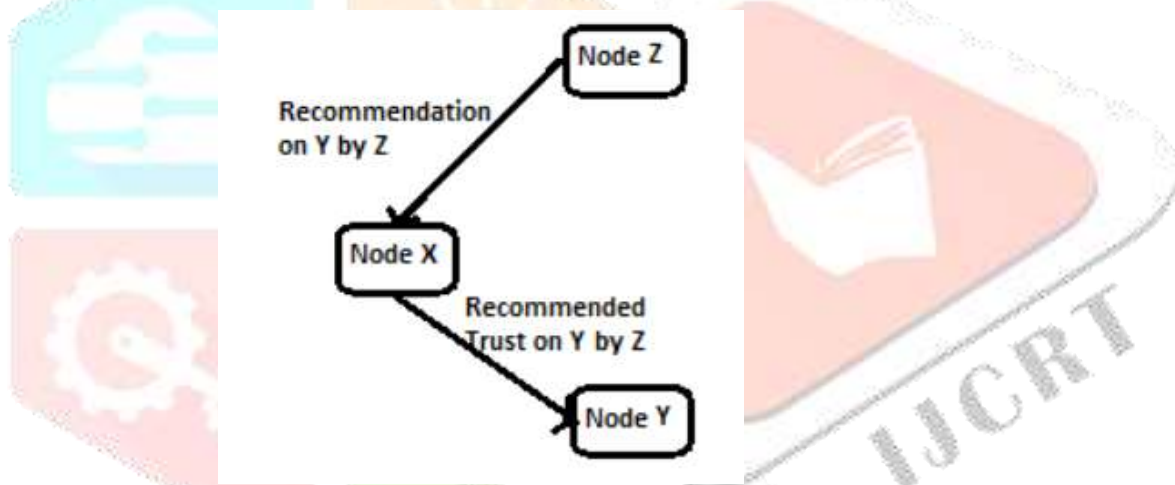 Node Z
Recommendation
on Y by Z
Node X
Recommended
Trust on Y by Z
Node Y
IJCRT